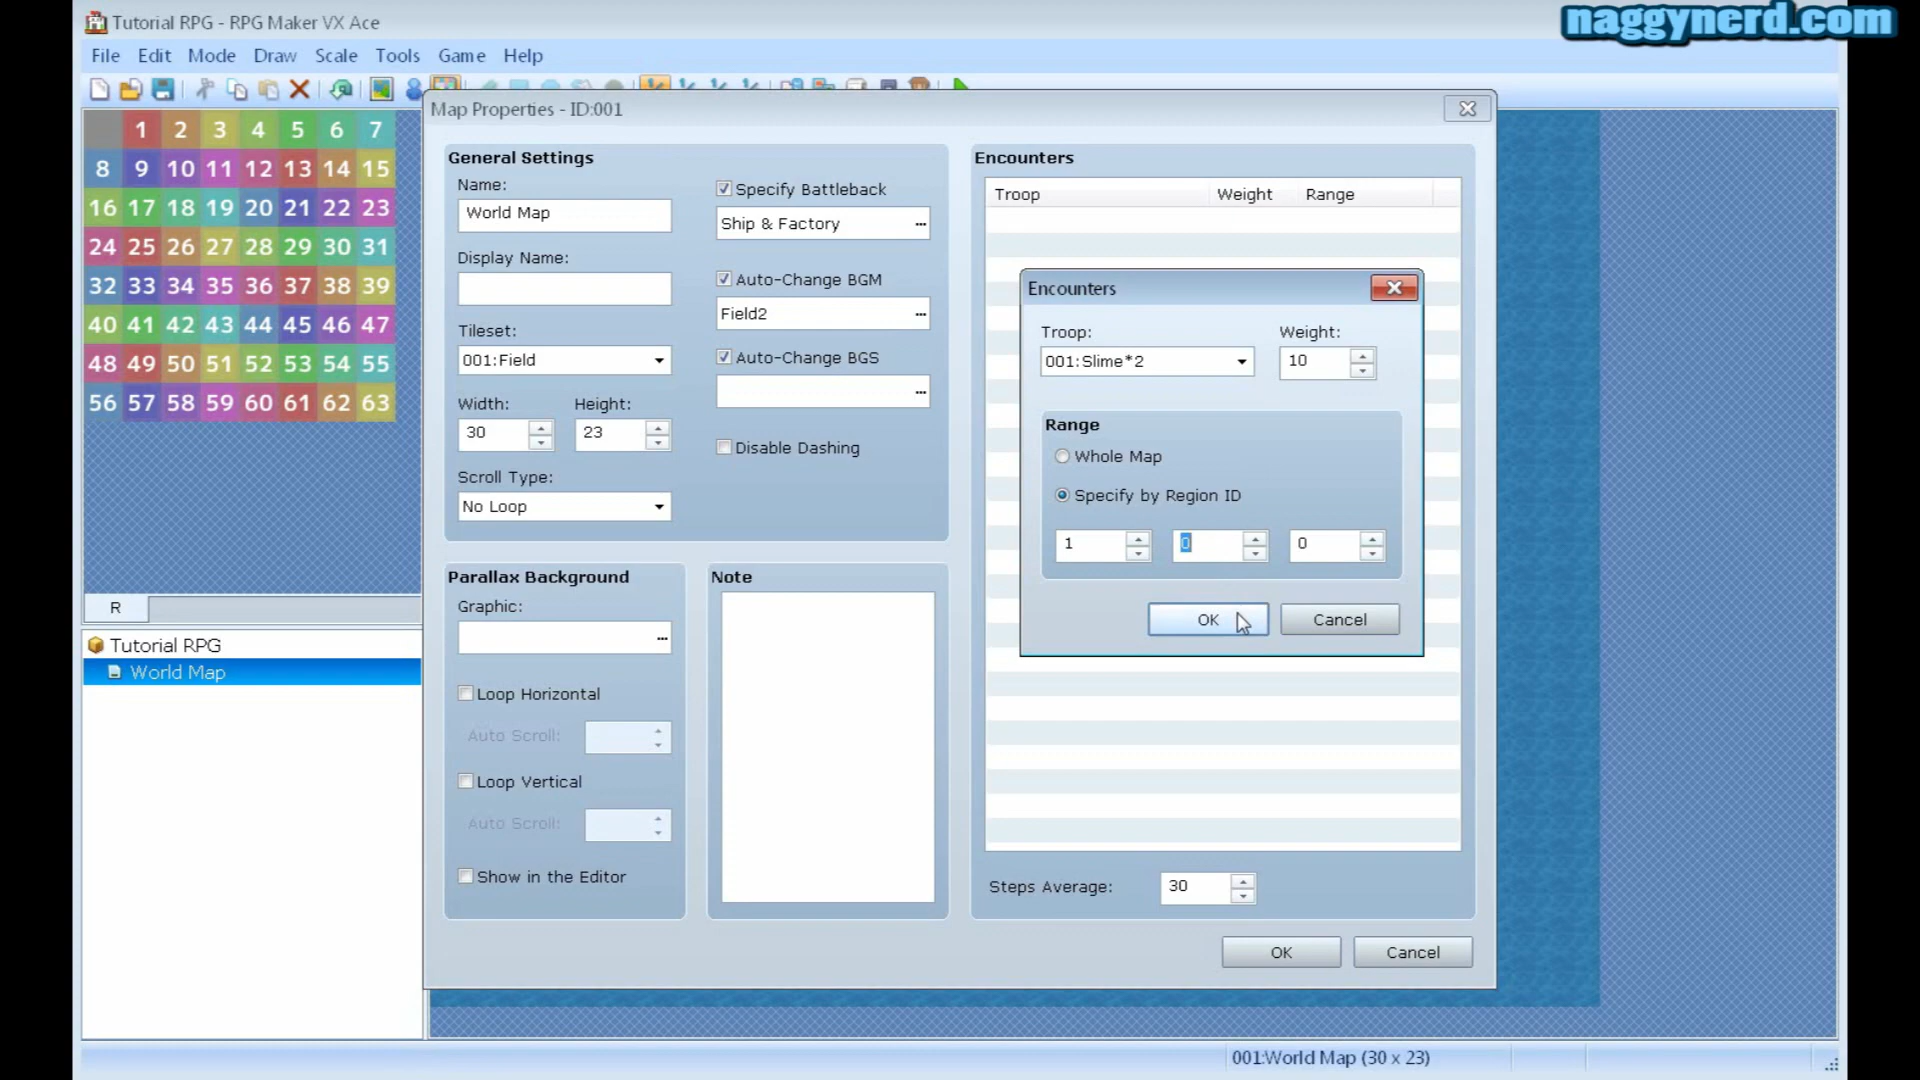 Tutorial RPG - RPG Maker VX Ace
naggynerd.com
File Edit Mode Draw Scale Tools Game Help
1 2 3 4 5 6 7
8 9 10 11 12 13 14 15
16 17 18 19 20 21 22 23
24 25 26 27 28 29 30 31
32 33 34 35 36 37 38 39
40 41 42 43 44 45 46 47
48 49 50 51 52 53 54 55
56 57 58 59 60 61 62 63
R
Tutorial RPG
World Map
Map Properties - ID:001
General Settings
Name:
World Map
Display Name:
Tileset:
001:Field
Width: Height:
30 23
Scroll Type:
No Loop
Specify Battleback
Ship & Factory ...
Auto-Change BGM
Field2 ...
Auto-Change BGS
...
Disable Dashing
Parallax Background
Graphic:
...
Loop Horizontal
Auto Scroll:
Loop Vertical
Auto Scroll:
Show in the Editor
Note
Encounters
Troop Weight Range
Encounters
Troop: Weight:
001:Slime*2 10
Range
Whole Map
Specify by Region ID
1 0 0
OK Cancel
Steps Average: 30
OK Cancel
001:World Map (30 x 23)